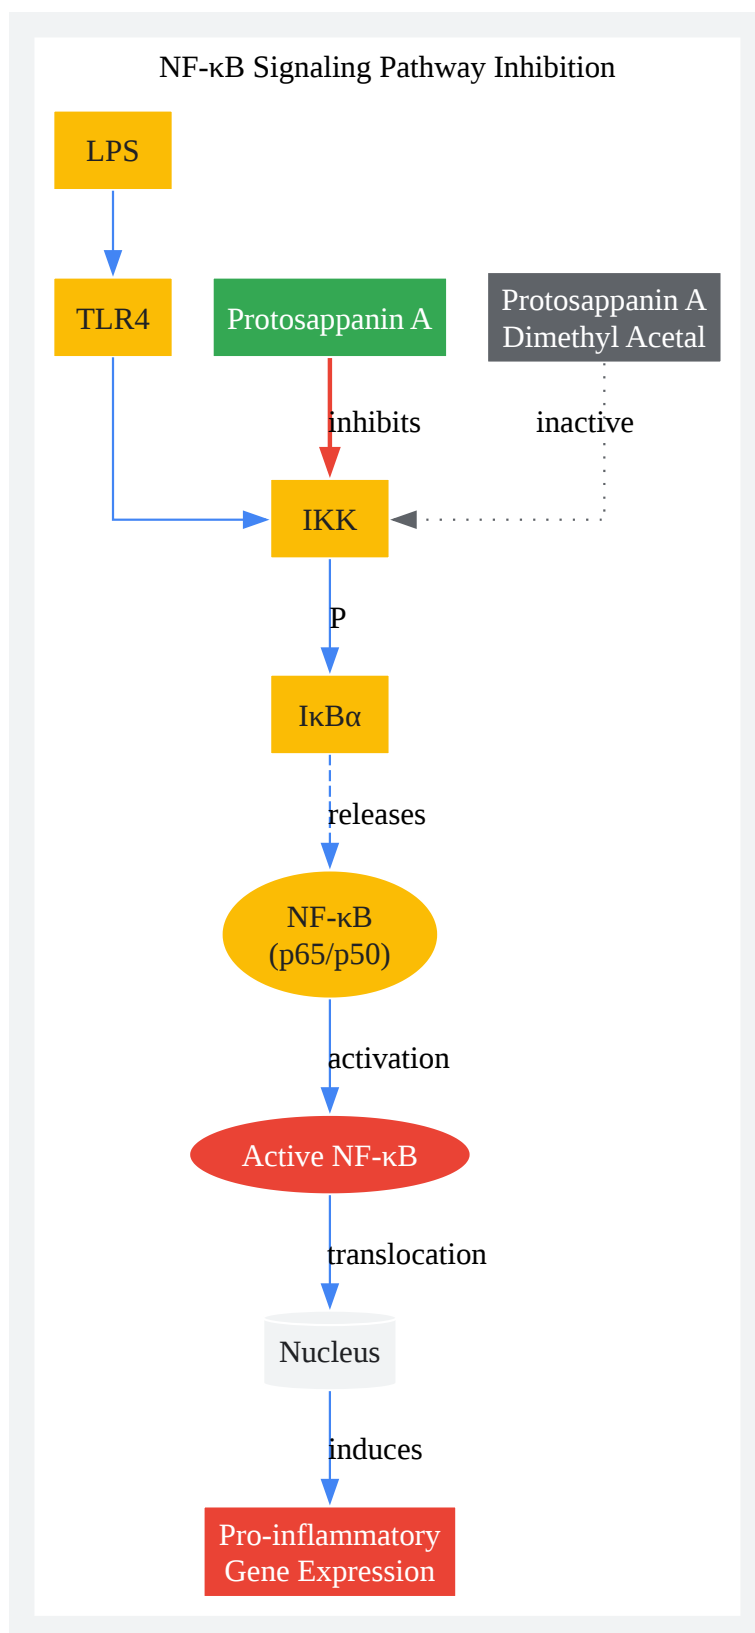 NF-κB Signaling Pathway Inhibition
LPS
TLR4
Protosappanin A
Protosappanin A
Dimethyl Acetal
inhibits
inactive
IKK
P
IκBα
releases
NF-κB
(p65/p50)
activation
Active NF-κB
translocation
Nucleus
induces
Pro-inflammatory
Gene Expression